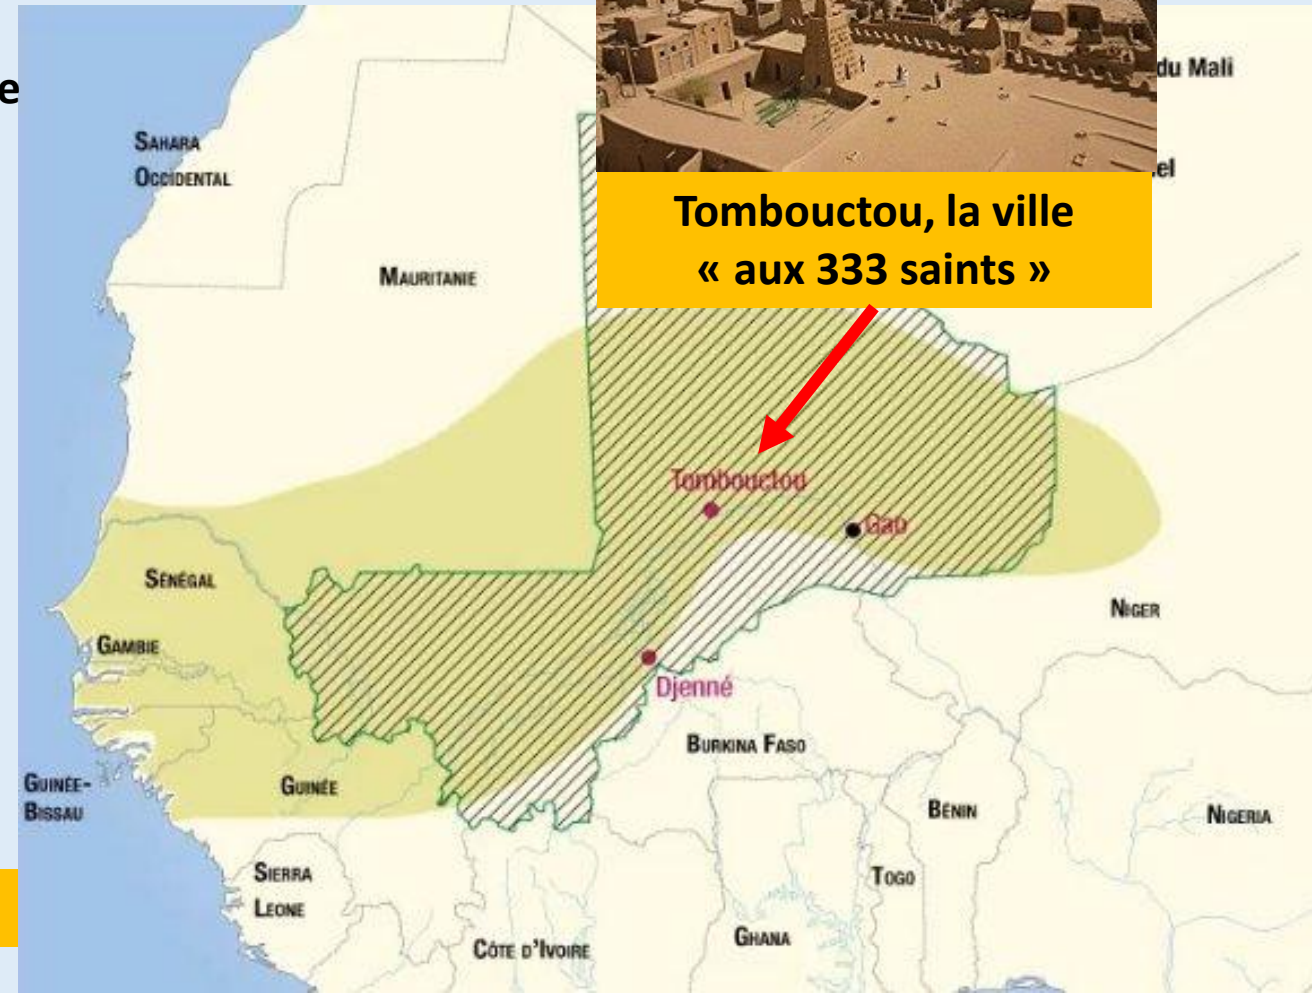 e
du Mali
SAHARA
OCCIDENTAL
el
Tombouctou, la ville
« aux 333 saints »
MAURITANIE
Tombouctou
Gao
SÉNÉGAL
NIGER
GAMBIE
Djenné
BURKINA FASO
GUINÉE-
BISSAU
GUINÉE
BÉNIN
NIGERIA
SIERRA
LEONE
TOGO
CÔTE D'IVOIRE
GHANA